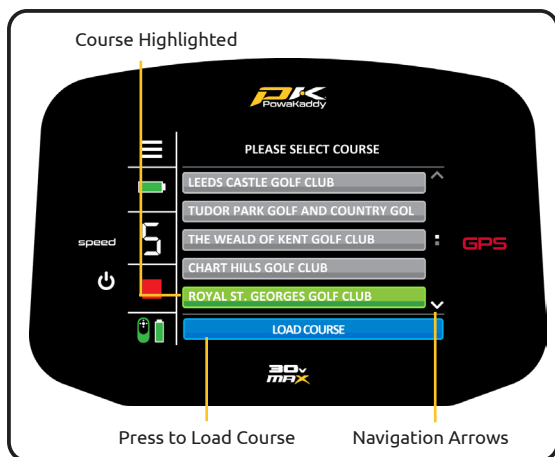 Course Highlighted
PK
PowaKaddy
PLEASE SELECT COURSE
LEEDS CASTLE GOLF CLUB
TUDOR PARK GOLF AND COUNTRY GOL
speed
5
THE WEALD OF KENT GOLF CLUB
GPS
CHART HILLS GOLF CLUB
ROYAL ST. GEORGES GOLF CLUB
LOAD COURSE
30v
MAX
Press to Load Course
Navigation Arrows